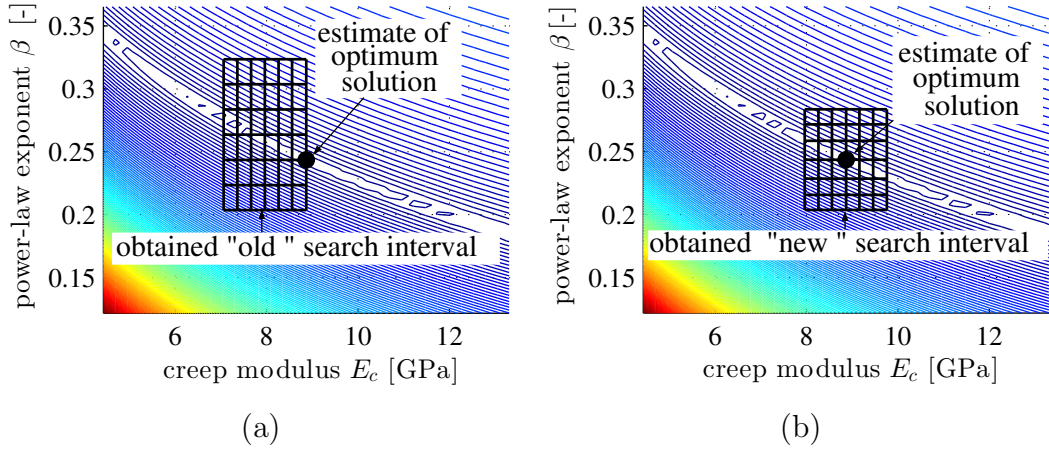 power-law exponent β [-]
0.35
0.3
0.25
0.2
0.15
estimate of
optimum
solution
obtained "old " search interval
6 8 10 12
creep modulus E_c [GPa]
(a)
power-law exponent β [-]
0.35
0.3
0.25
0.2
0.15
estimate of
optimum
solution
obtained "new " search interval
6 8 10 12
creep modulus E_c [GPa]
(b)